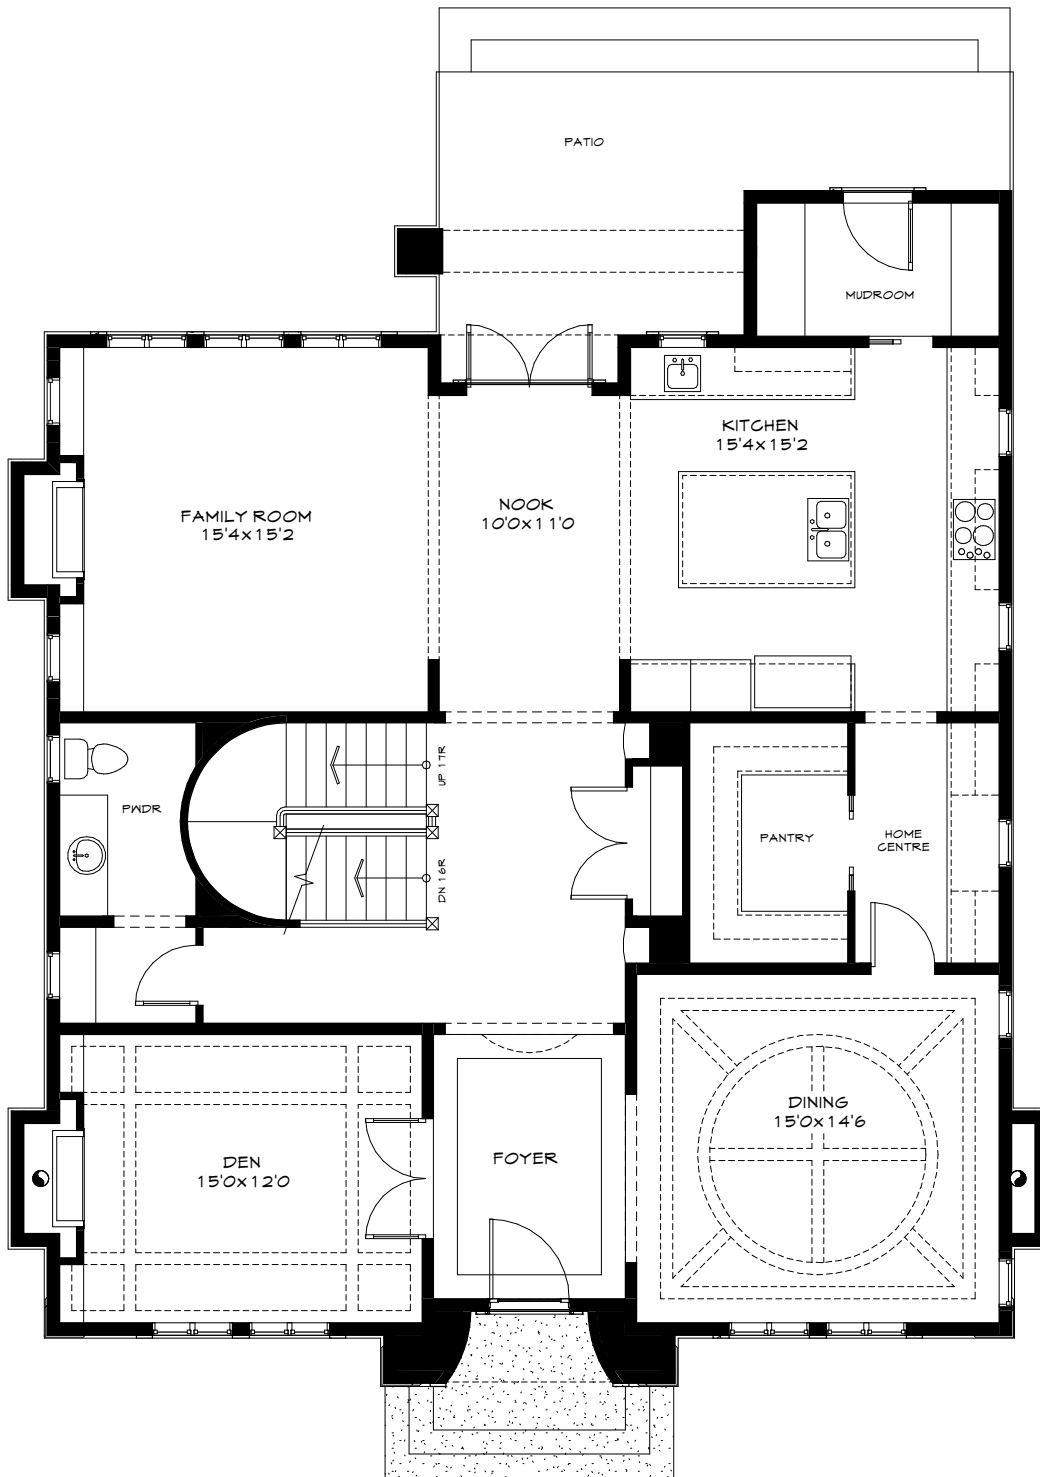 PATIO
MUDROOM
KITCHEN
15'4x15'2
NOOK
10'0x11'0
FAMILY ROOM
15'4x15'2
UP 17R
PWDR
PANTRY
HOME
CENTRE
DN 16R
DINING
15'0x14'6
DEN
15'0x12'0
FOYER